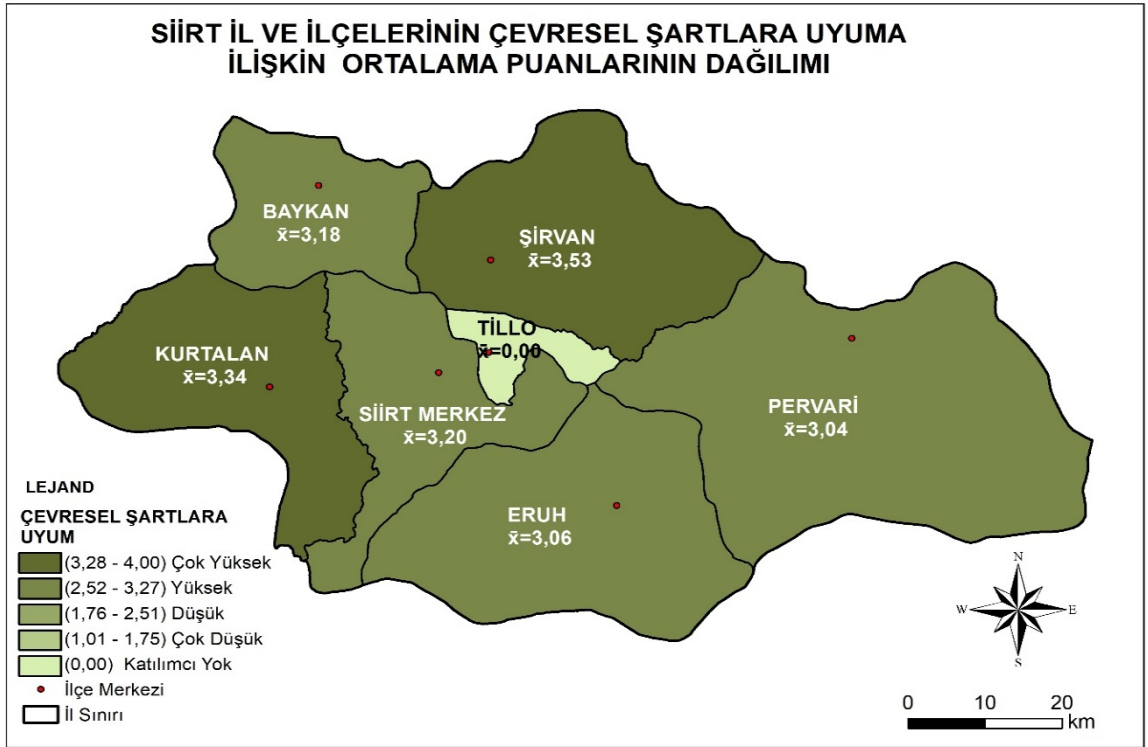 SİİRT İL VE İLÇELERİNİN ÇEVRESEL ŞARTLARA UYUMA
İLİŞKİN ORTALAMA PUANLARININ DAĞILIMI
BAYKAN
x̄=3,18
ŞİRVAN
x̄=3,53
TİLLO
x̄=0,00
KURTALAN
x̄=3,34
SİİRT MERKEZ
x̄=3,20
PERVARİ
x̄=3,04
ERUH
x̄=3,06
LEJAND
ÇEVRESEL ŞARTLARA
UYUM
(3,28 - 4,00) Çok Yüksek
(2,52 - 3,27) Yüksek
(1,76 - 2,51) Düşük
(1,01 - 1,75) Çok Düşük
(0,00) Katılımcı Yok
İlçe Merkezi
İl Sınırı
N
W E
S
0 10 20
km